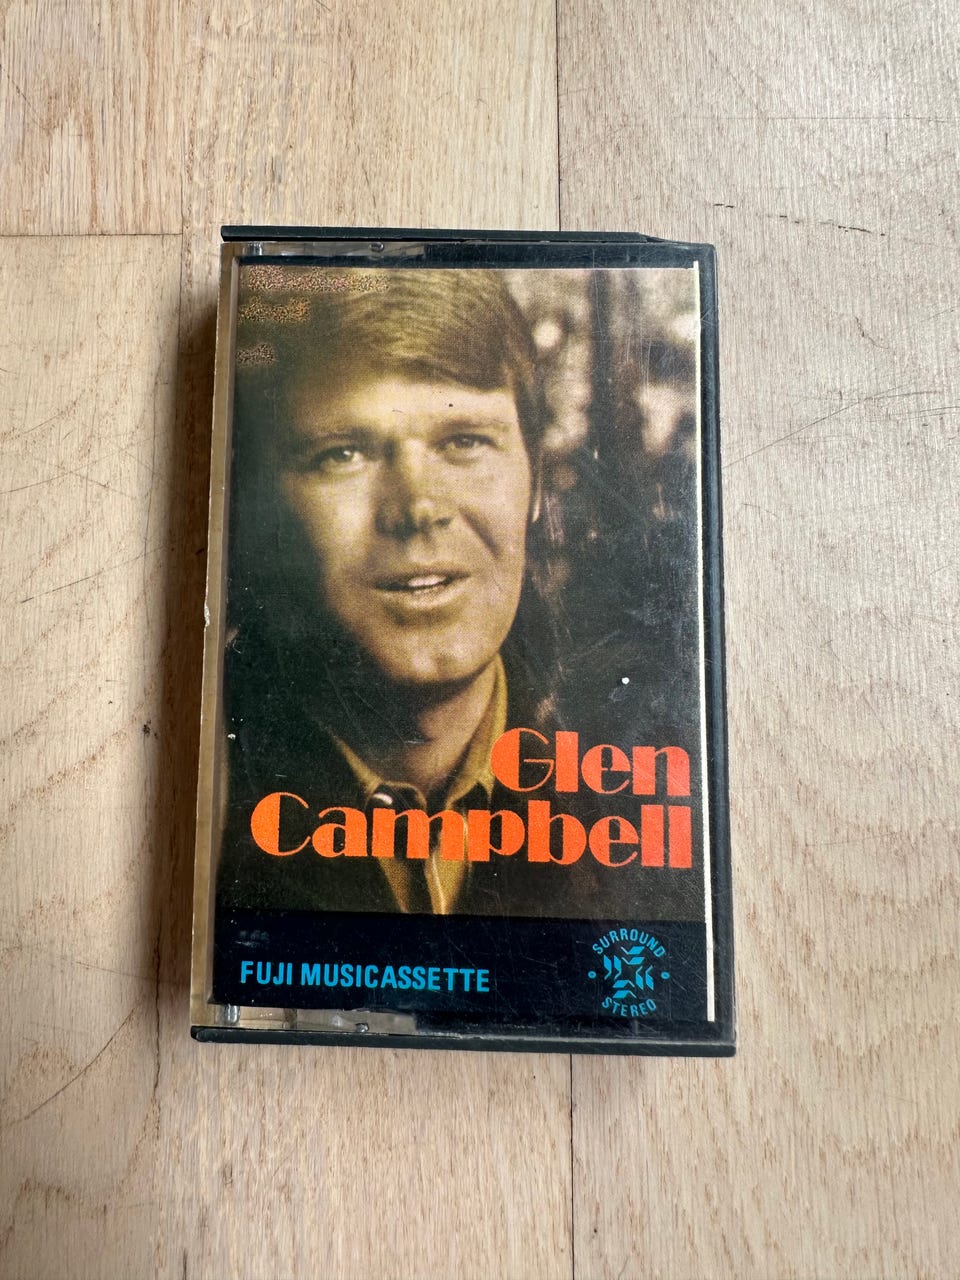 Glen
Campbell
FUJI MUSICASSETTE
SURROUND
STEREO